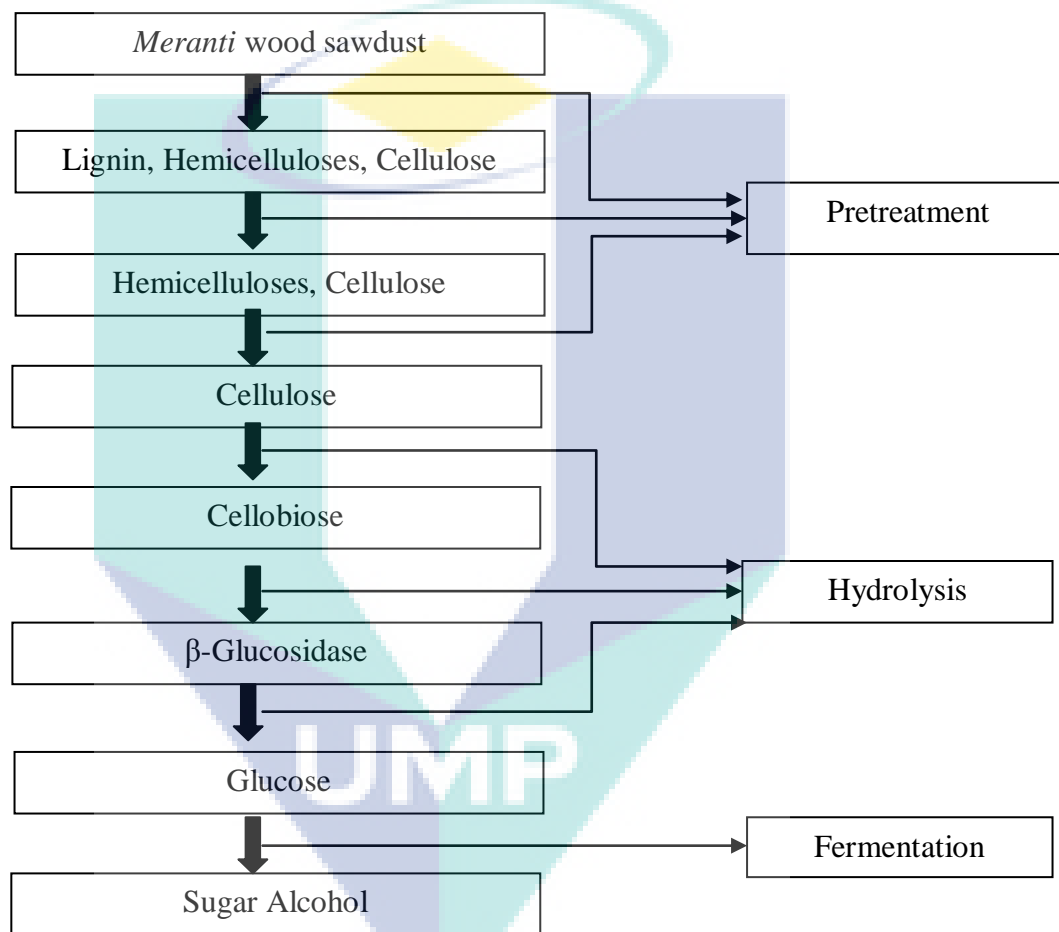 Meranti wood sawdust
Lignin, Hemicelluloses, Cellulose
Pretreatment
Hemicelluloses, Cellulose
Cellulose
Cellobiose
Hydrolysis
β-Glucosidase
UMP
Glucose
Fermentation
Sugar Alcohol